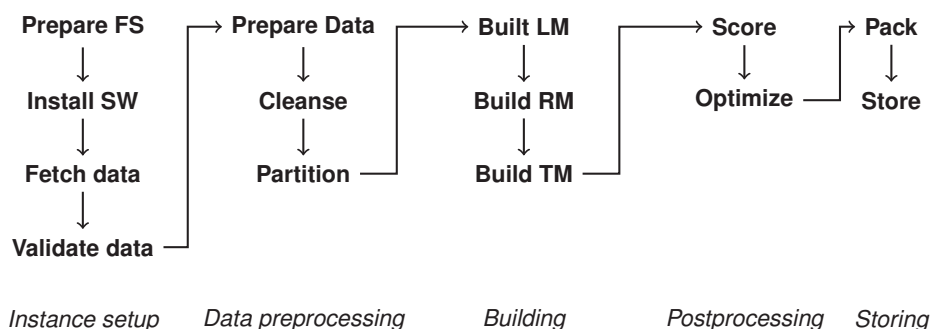 Prepare FS
Install SW
Fetch data
Validate data
Instance setup
Prepare Data
Cleanse
Partition
Data preprocessing
Built LM
Build RM
Build TM
Building
Score
Optimize
Postprocessing
Pack
Store
Storing